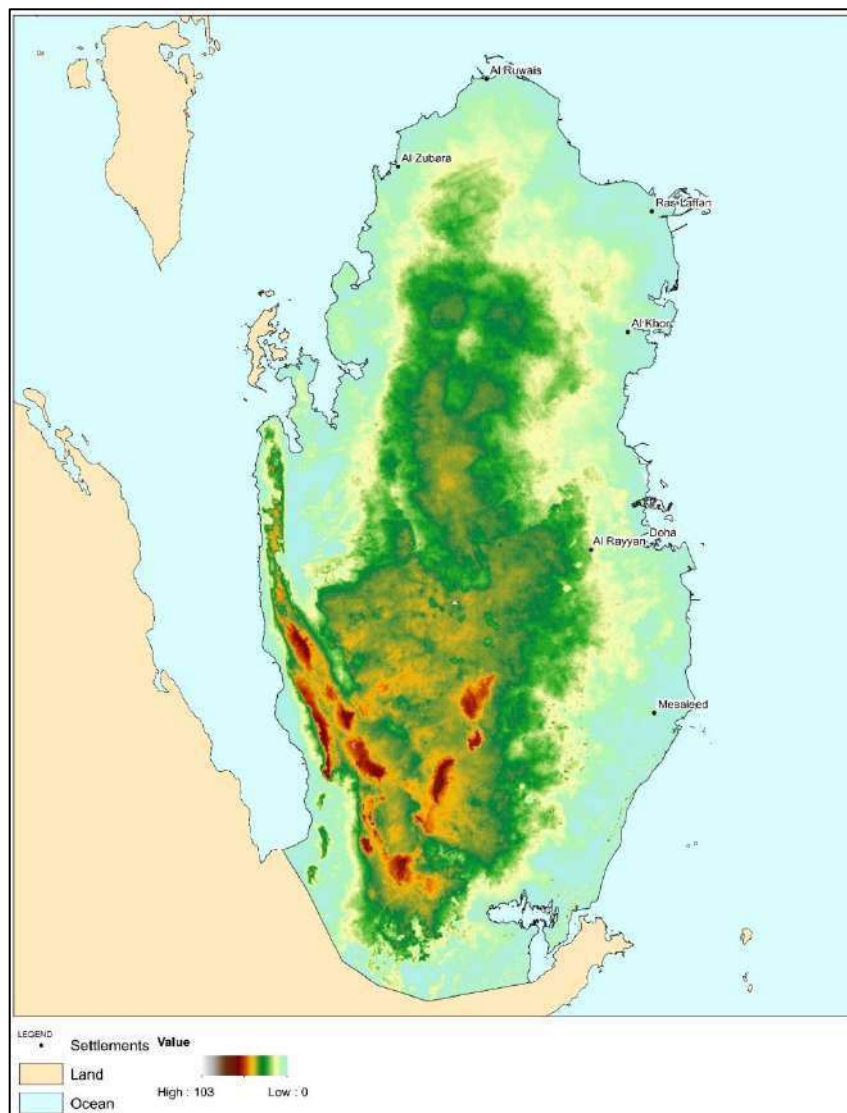 Al Ruwais
Al Zubara
Ras Laffan
Al Khor
Doha
Al Rayyan
Mesaieed
LEGEND
Settlements
Value
Land
High : 103
Low : 0
Ocean